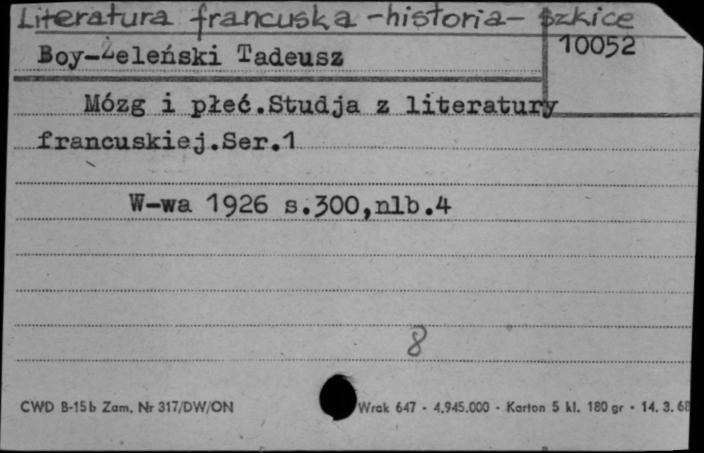 Literatura francuska - historia - szkice
Boy-Żeleński Tadeusz
10052
Mózg i płeć.Studja z literatury
francuskiej.Ser.1
W-wa 1926 s.300,nlb.4
8
CWD B-15b Zam. Nr 317/DW/ON
Wrak 647 - 4.945.000 - Karton 5 kl. 180 gr - 14. 3. 68